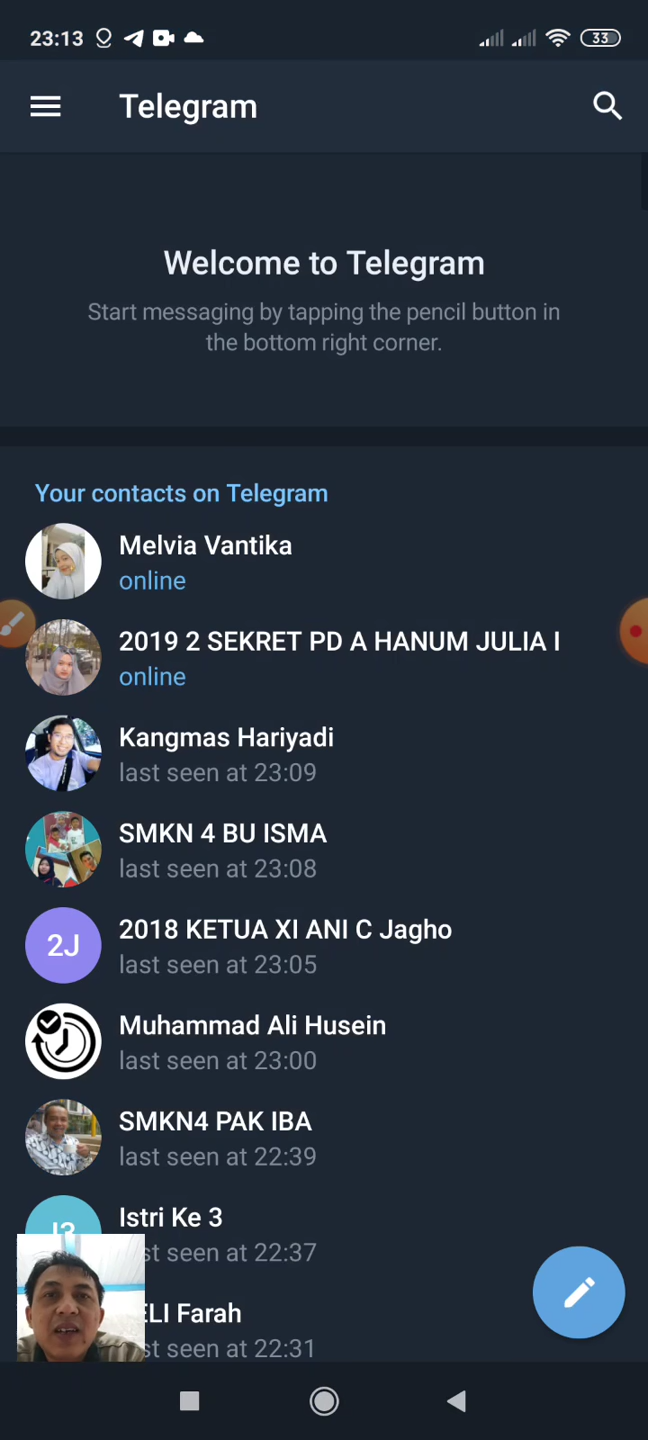 23:13
33
Telegram
Welcome to Telegram
Start messaging by tapping the pencil button in
the bottom right corner.
Your contacts on Telegram
Melvia Vantika
online
2019 2 SEKRET PD A HANUM JULIA I
online
Kangmas Hariyadi
last seen at 23:09
SMKN 4 BU ISMA
last seen at 23:08
2J
2018 KETUA XI ANI C Jagho
last seen at 23:05
Muhammad Ali Husein
last seen at 23:00
SMKN4 PAK IBA
last seen at 22:39
Istri Ke 3
st seen at 22:37
ELI Farah
st seen at 22:31